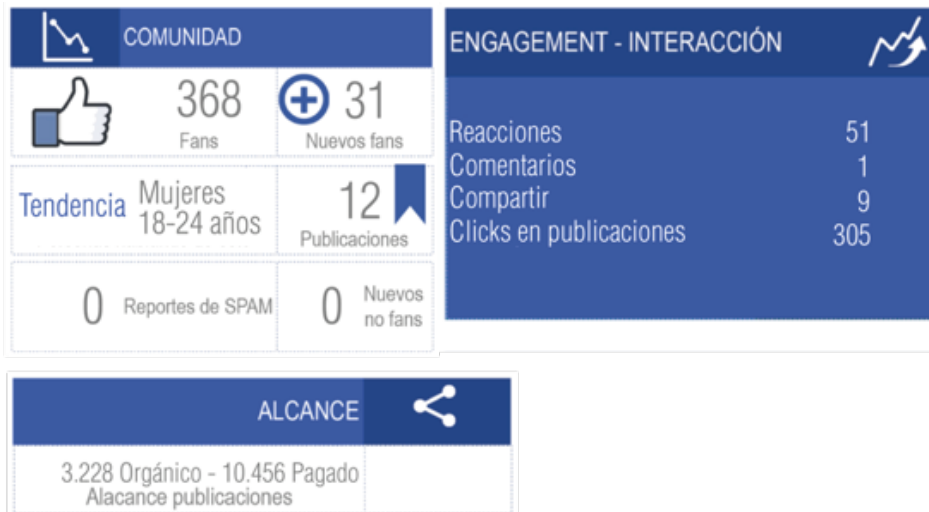 COMUNIDAD
368
Fans
31
Nuevos fans
Tendencia
Mujeres
18-24 años
12
Publicaciones
0
Reportes de SPAM
0
Nuevos
no fans
ENGAGEMENT - INTERACCIÓN
Reacciones 51
Comentarios 1
Compartir 9
Clicks en publicaciones 305
ALCANCE
3.228 Orgánico - 10.456 Pagado
Alacance publicaciones